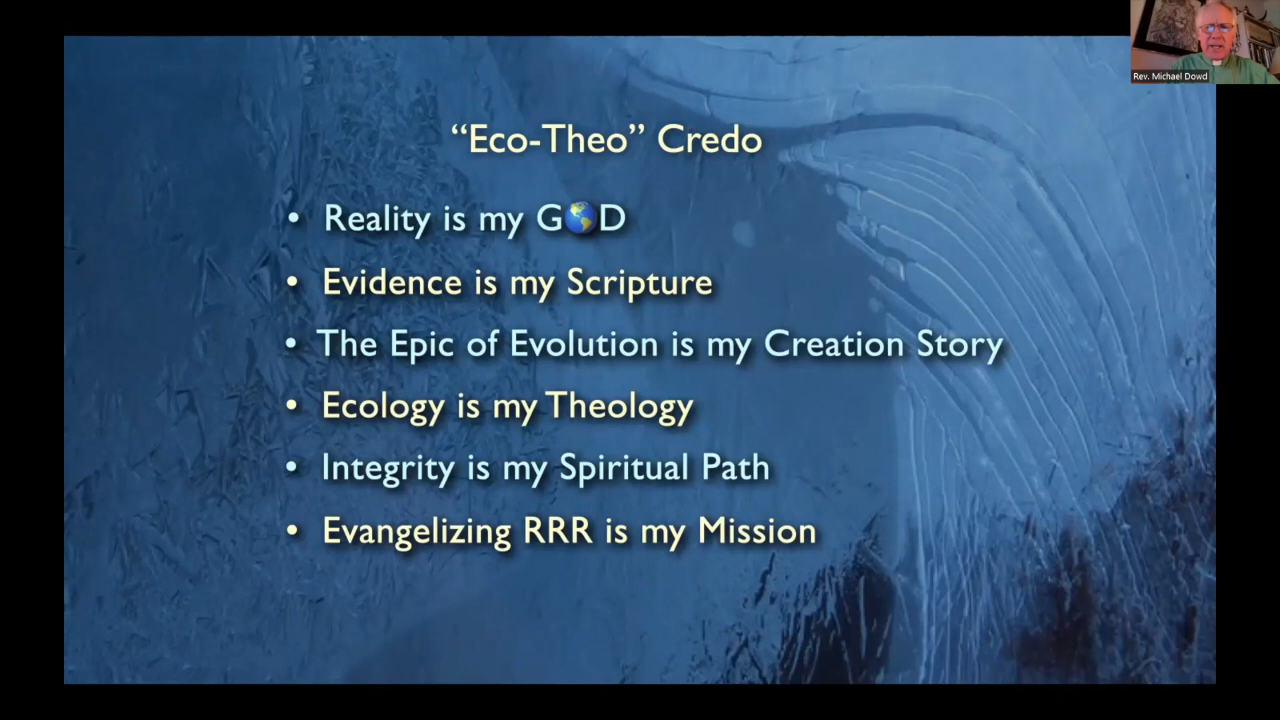 Rev. Michael Dowd
“Eco-Theo” Credo
• Reality is my G🌎D
• Evidence is my Scripture
• The Epic of Evolution is my Creation Story
• Ecology is my Theology
• Integrity is my Spiritual Path
• Evangelizing RRR is my Mission